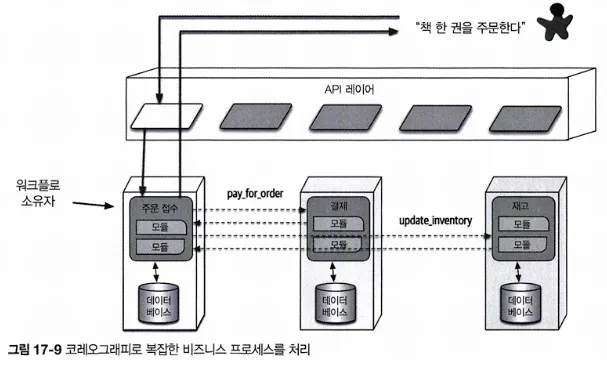 “책 한 권을 주문한다”
API 레이어
워크플로
소유자
주문 접수
모듈
모듈
데이터
베이스
pay_for_order
결제
모듈
모듈
데이터
베이스
update_inventory
재고
모듈
모듈
데이터
베이스
그림 17-9 코레오그래피로 복잡한 비즈니스 프로세스를 처리